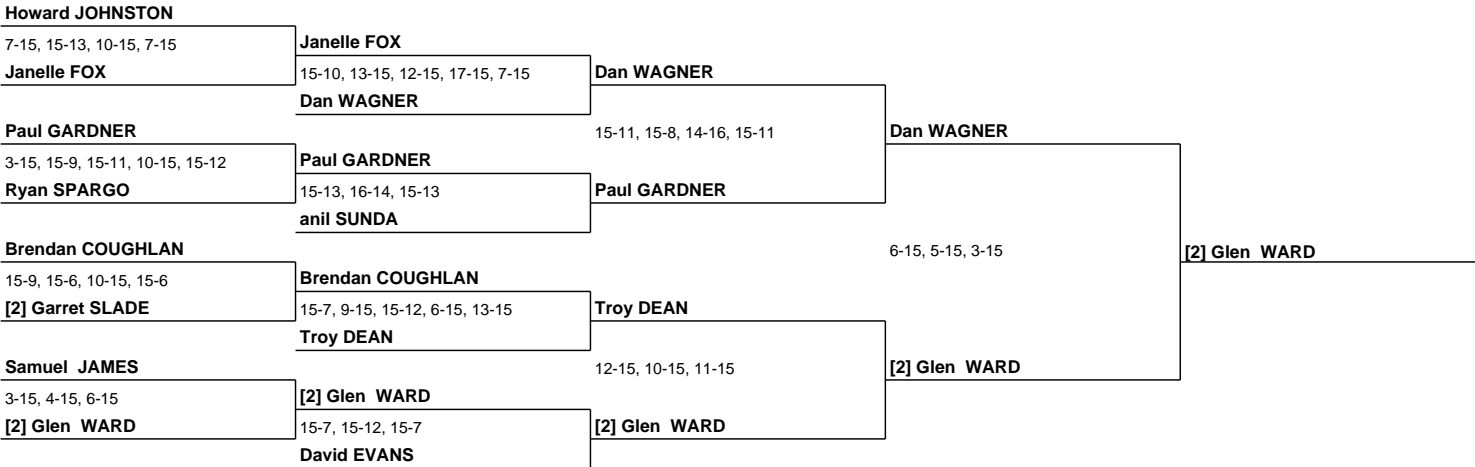 Howard JOHNSTON
7-15, 15-13, 10-15, 7-15
Janelle FOX
Janelle FOX
15-10, 13-15, 12-15, 17-15, 7-15
Dan WAGNER
Dan WAGNER
Paul GARDNER
3-15, 15-9, 15-11, 10-15, 15-12
Ryan SPARGO
Paul GARDNER
15-13, 16-14, 15-13
anil SUNDA
15-11, 15-8, 14-16, 15-11
Paul GARDNER
Dan WAGNER
Brendan COUGHLAN
15-9, 15-6, 10-15, 15-6
[2] Garret SLADE
Brendan COUGHLAN
15-7, 9-15, 15-12, 6-15, 13-15
Troy DEAN
Troy DEAN
6-15, 5-15, 3-15
[2] Glen WARD
Samuel JAMES
3-15, 4-15, 6-15
[2] Glen WARD
[2] Glen WARD
15-7, 15-12, 15-7
David EVANS
12-15, 10-15, 11-15
[2] Glen WARD
[2] Glen WARD